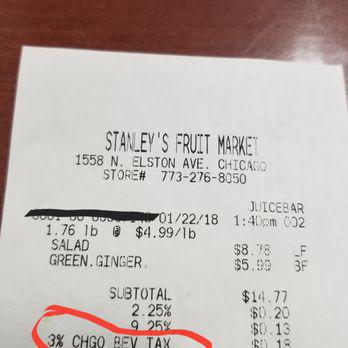 STANLEY'S FRUIT MARKET
1558 N. ELSTON AVE. CHICAGO
STORE# 773-276-8050
JUICEBAR
01/22/18 1:40pm 002
1.76 lb @ $4.99/lb
SALAD $8.78 LF
GREEN.GINGER. $5.99 BF
SUBTOTAL $14.77
2.25% $0.20
9.25% $0.13
3% CHGO BEV TAX $0.18